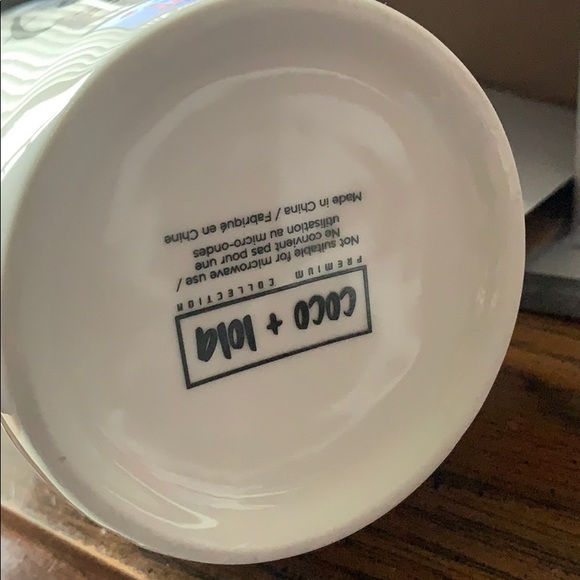 coco + lola
PREMIUM COLLECTION
Not suitable for microwave use /
Ne convient pas pour une
utilisation au micro-ondes
Made in China / Fabriqué en Chine